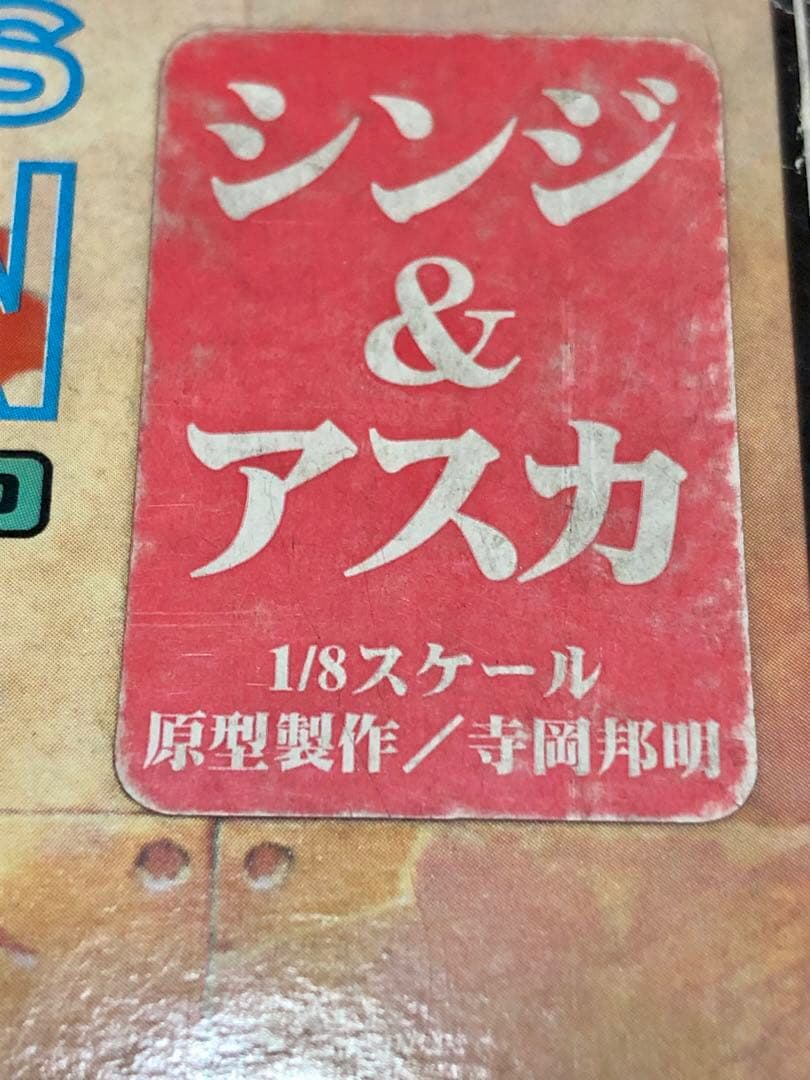 シンジ
&
アスカ
1/8スケール
原型製作／寺岡邦明